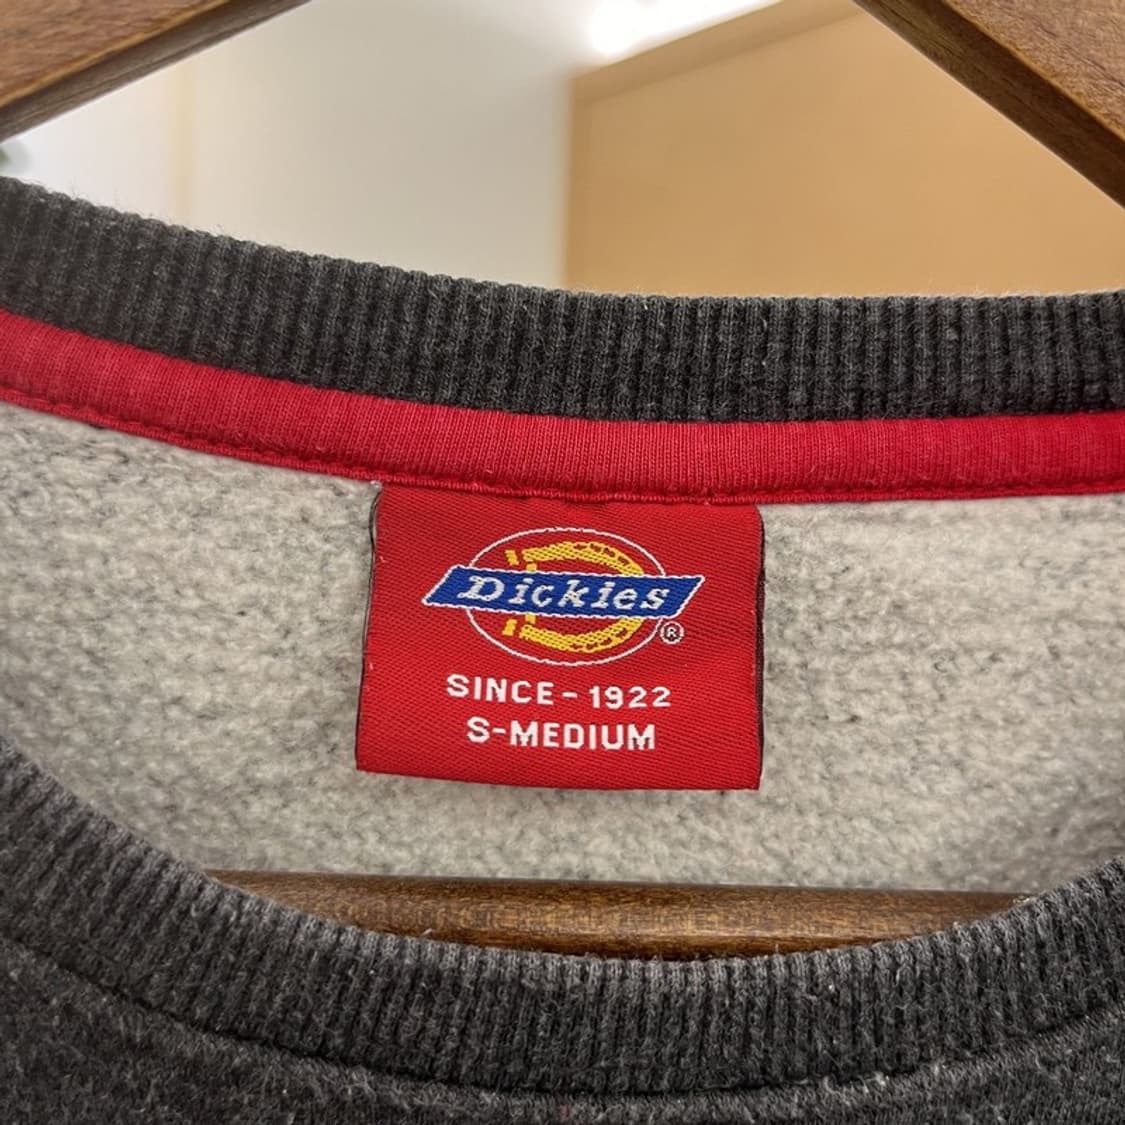 Dickies
®
SINCE - 1922
S-MEDIUM